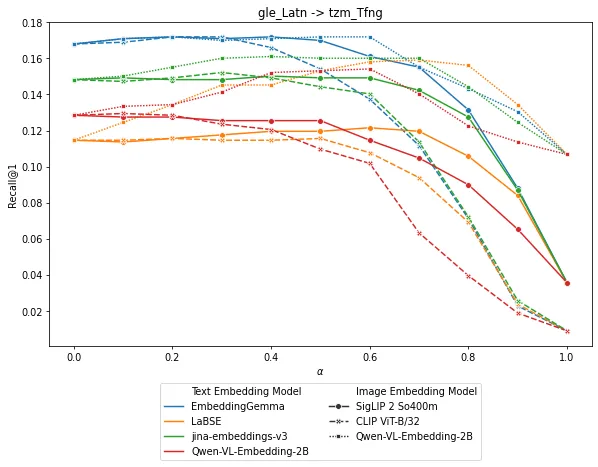 gle_Latn -> tzm_Tfng
Recall@1
0.18
0.16
0.14
0.12
0.10
0.08
0.06
0.04
0.02
0.0 0.2 0.4 0.6 0.8 1.0
α
Text Embedding Model
EmbeddingGemma
LaBSE
jina-embeddings-v3
Qwen-VL-Embedding-2B
Image Embedding Model
SigLIP 2 So400m
CLIP ViT-B/32
Qwen-VL-Embedding-2B